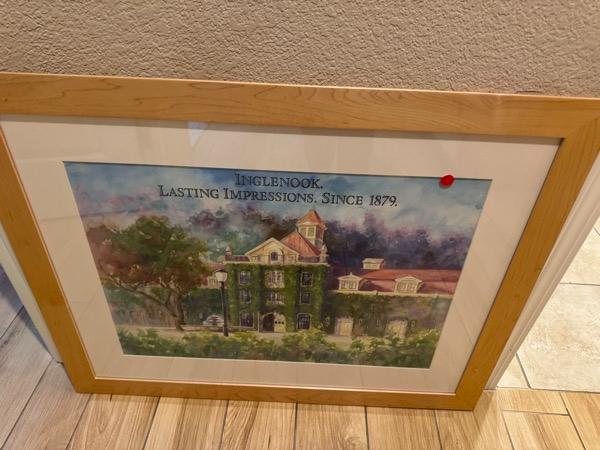 INGLENOOK.
LASTING IMPRESSIONS. SINCE 1879.